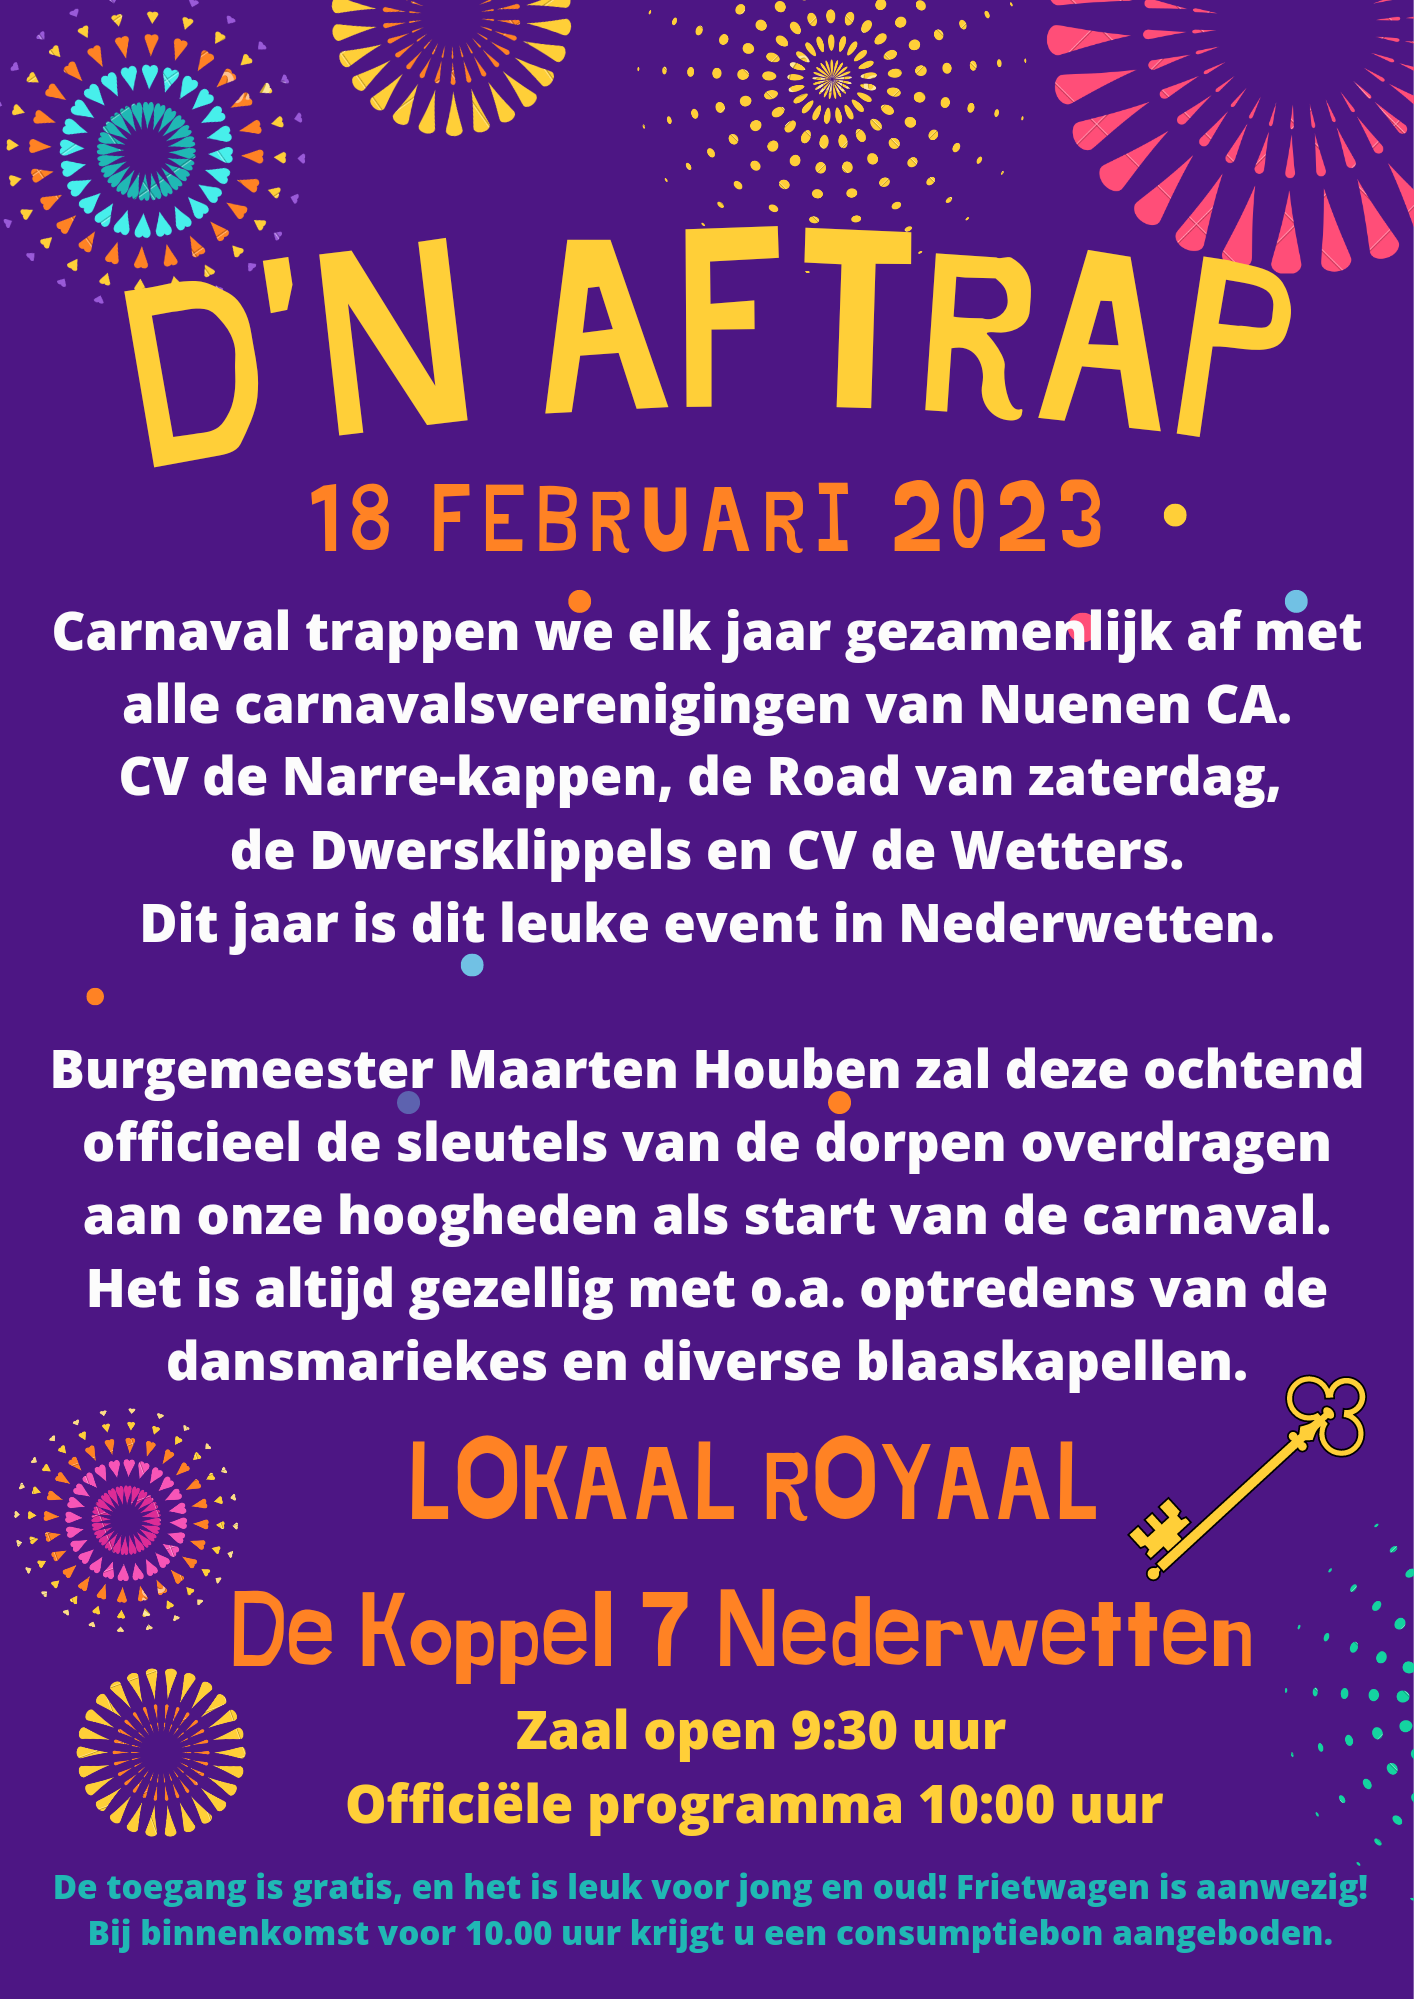 D'N AFTRAP
18 FEBRUARI 2023
Carnaval trappen we elk jaar gezamenlijk af met
alle carnavalsverenigingen van Nuenen CA.
CV de Narre-kappen, de Road van zaterdag,
de Dwersklippels en CV de Wetters.
Dit jaar is dit leuke event in Nederwetten.
Burgemeester Maarten Houben zal deze ochtend
officieel de sleutels van de dorpen overdragen
aan onze hoogheden als start van de carnaval.
Het is altijd gezellig met o.a. optredens van de
dansmariekes en diverse blaaskapellen.
LOKAAL ROYAAL
De Koppel 7 Nederwetten
Zaal open 9:30 uur
Officiële programma 10:00 uur
De toegang is gratis, en het is leuk voor jong en oud! Frietwagen is aanwezig!
Bij binnenkomst voor 10.00 uur krijgt u een consumptiebon aangeboden.